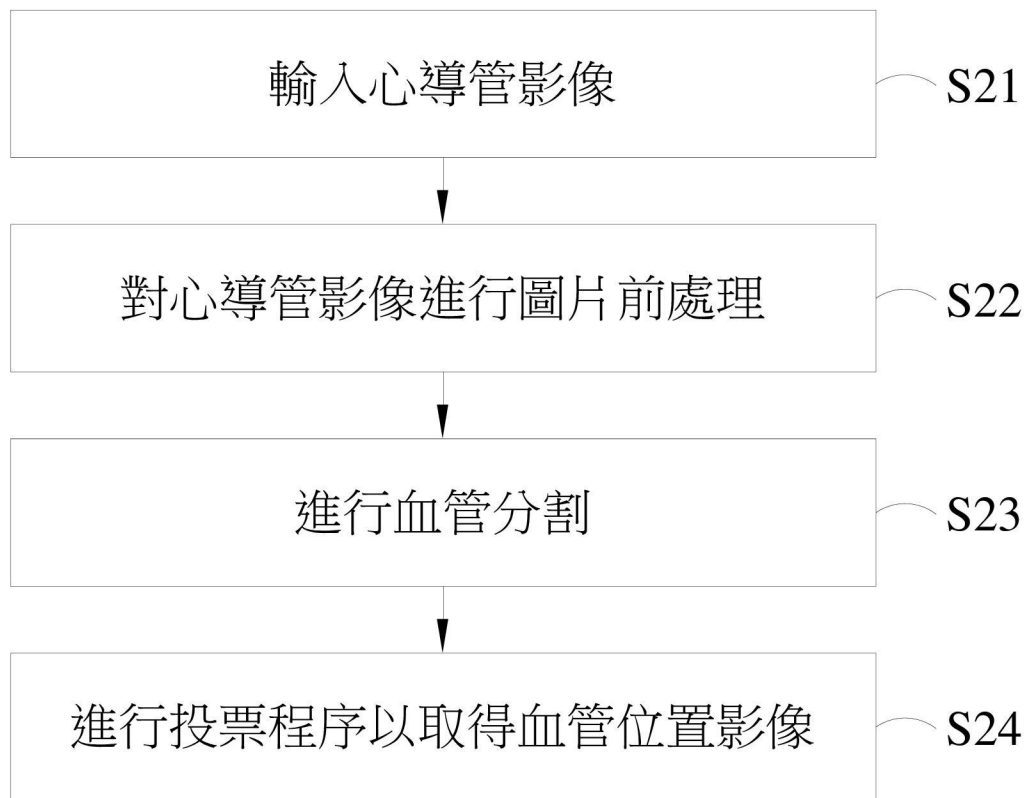 輸入心導管影像
S21
對心導管影像進行圖片前處理
S22
進行血管分割
S23
進行投票程序以取得血管位置影像
S24